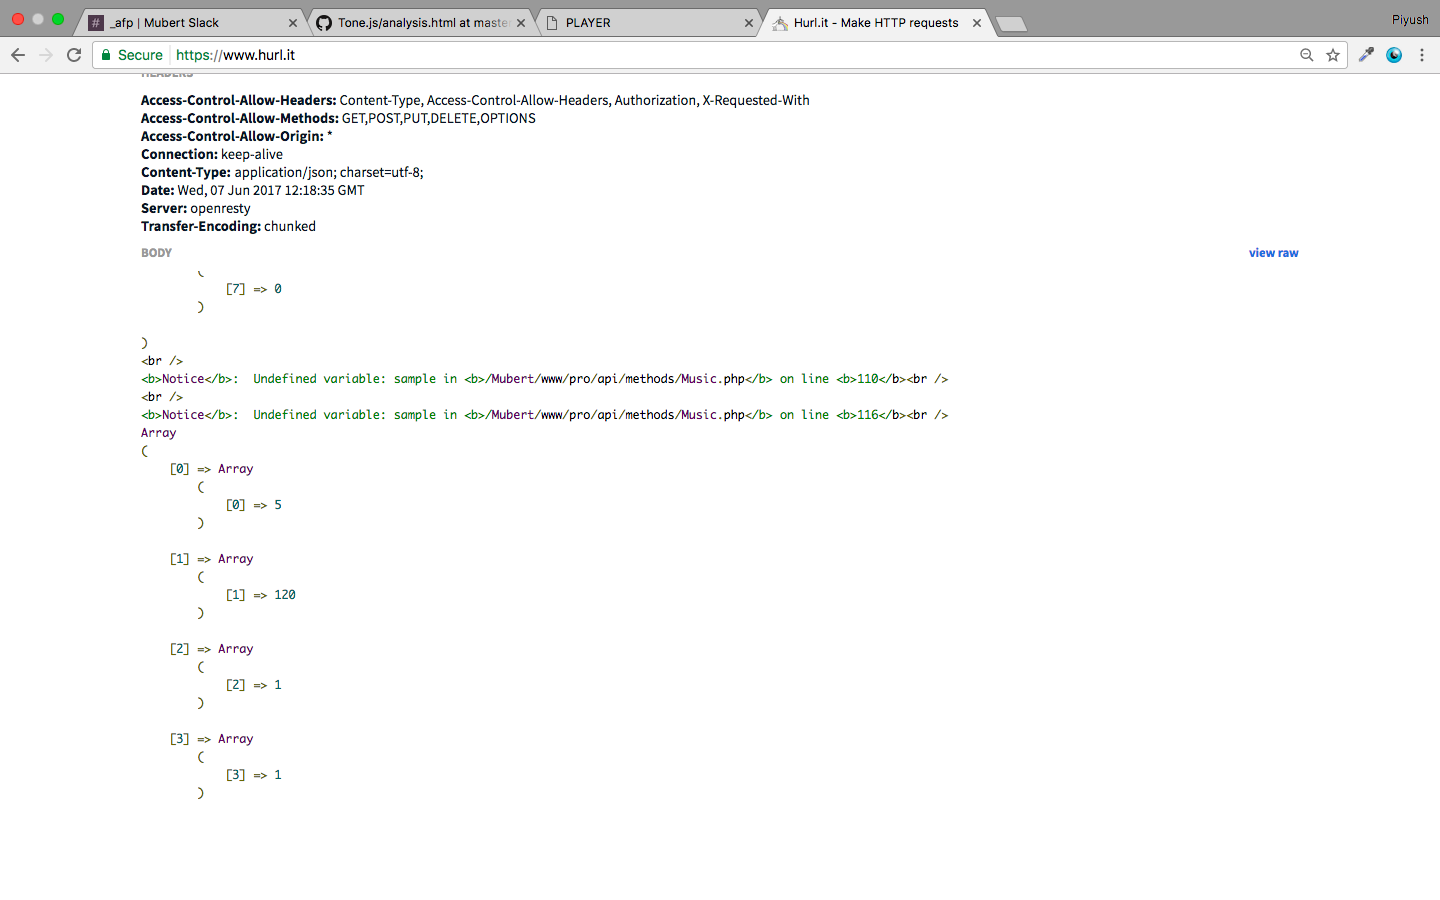 _afp | Mubert Slack
Tone.js/analysis.html at master
PLAYER
Hurl.it - Make HTTP requests
Piyush
Secure
https://www.hurl.it
HEADERS
Access-Control-Allow-Headers: Content-Type, Access-Control-Allow-Headers, Authorization, X-Requested-With
Access-Control-Allow-Methods: GET,POST,PUT,DELETE,OPTIONS
Access-Control-Allow-Origin: *
Connection: keep-alive
Content-Type: application/json; charset=utf-8;
Date: Wed, 07 Jun 2017 12:18:35 GMT
Server: openresty
Transfer-Encoding: chunked
BODY
view raw
(
[7] => 0
)
)
<br />
<b>Notice</b>:  Undefined variable: sample in <b>/Mubert/www/pro/api/methods/Music.php</b> on line <b>110</b><br />
<br />
<b>Notice</b>:  Undefined variable: sample in <b>/Mubert/www/pro/api/methods/Music.php</b> on line <b>116</b><br />
Array
(
[0] => Array
(
[0] => 5
)
[1] => Array
(
[1] => 120
)
[2] => Array
(
[2] => 1
)
[3] => Array
(
[3] => 1
)